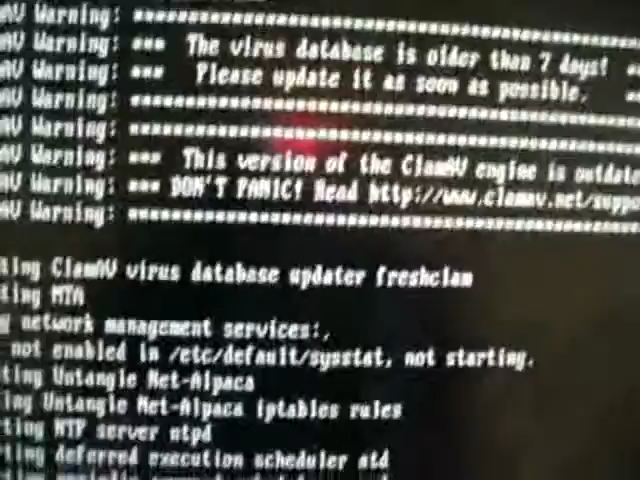 AV Warning: ***********************************
AV Warning: *** The virus database is older than 7 days! **
AV Warning: *** Please update it as soon as possible. **
AV Warning: ***********************************
AV Warning: ***********************************
AV Warning: *** This version of the ClamAV engine is outdate
AV Warning: *** DON'T PANIC! Read http://www.clamav.net/suppo
AV Warning: ***********************************
ting ClamAV virus database updater freshclam
ting MTA
g network management services:.
not enabled in /etc/default/sysstat, not starting.
ting Untangle Net-Alpaca
ing Untangle Net-Alpaca iptables rules
ting NTP server ntpd
ting deferred execution scheduler atd